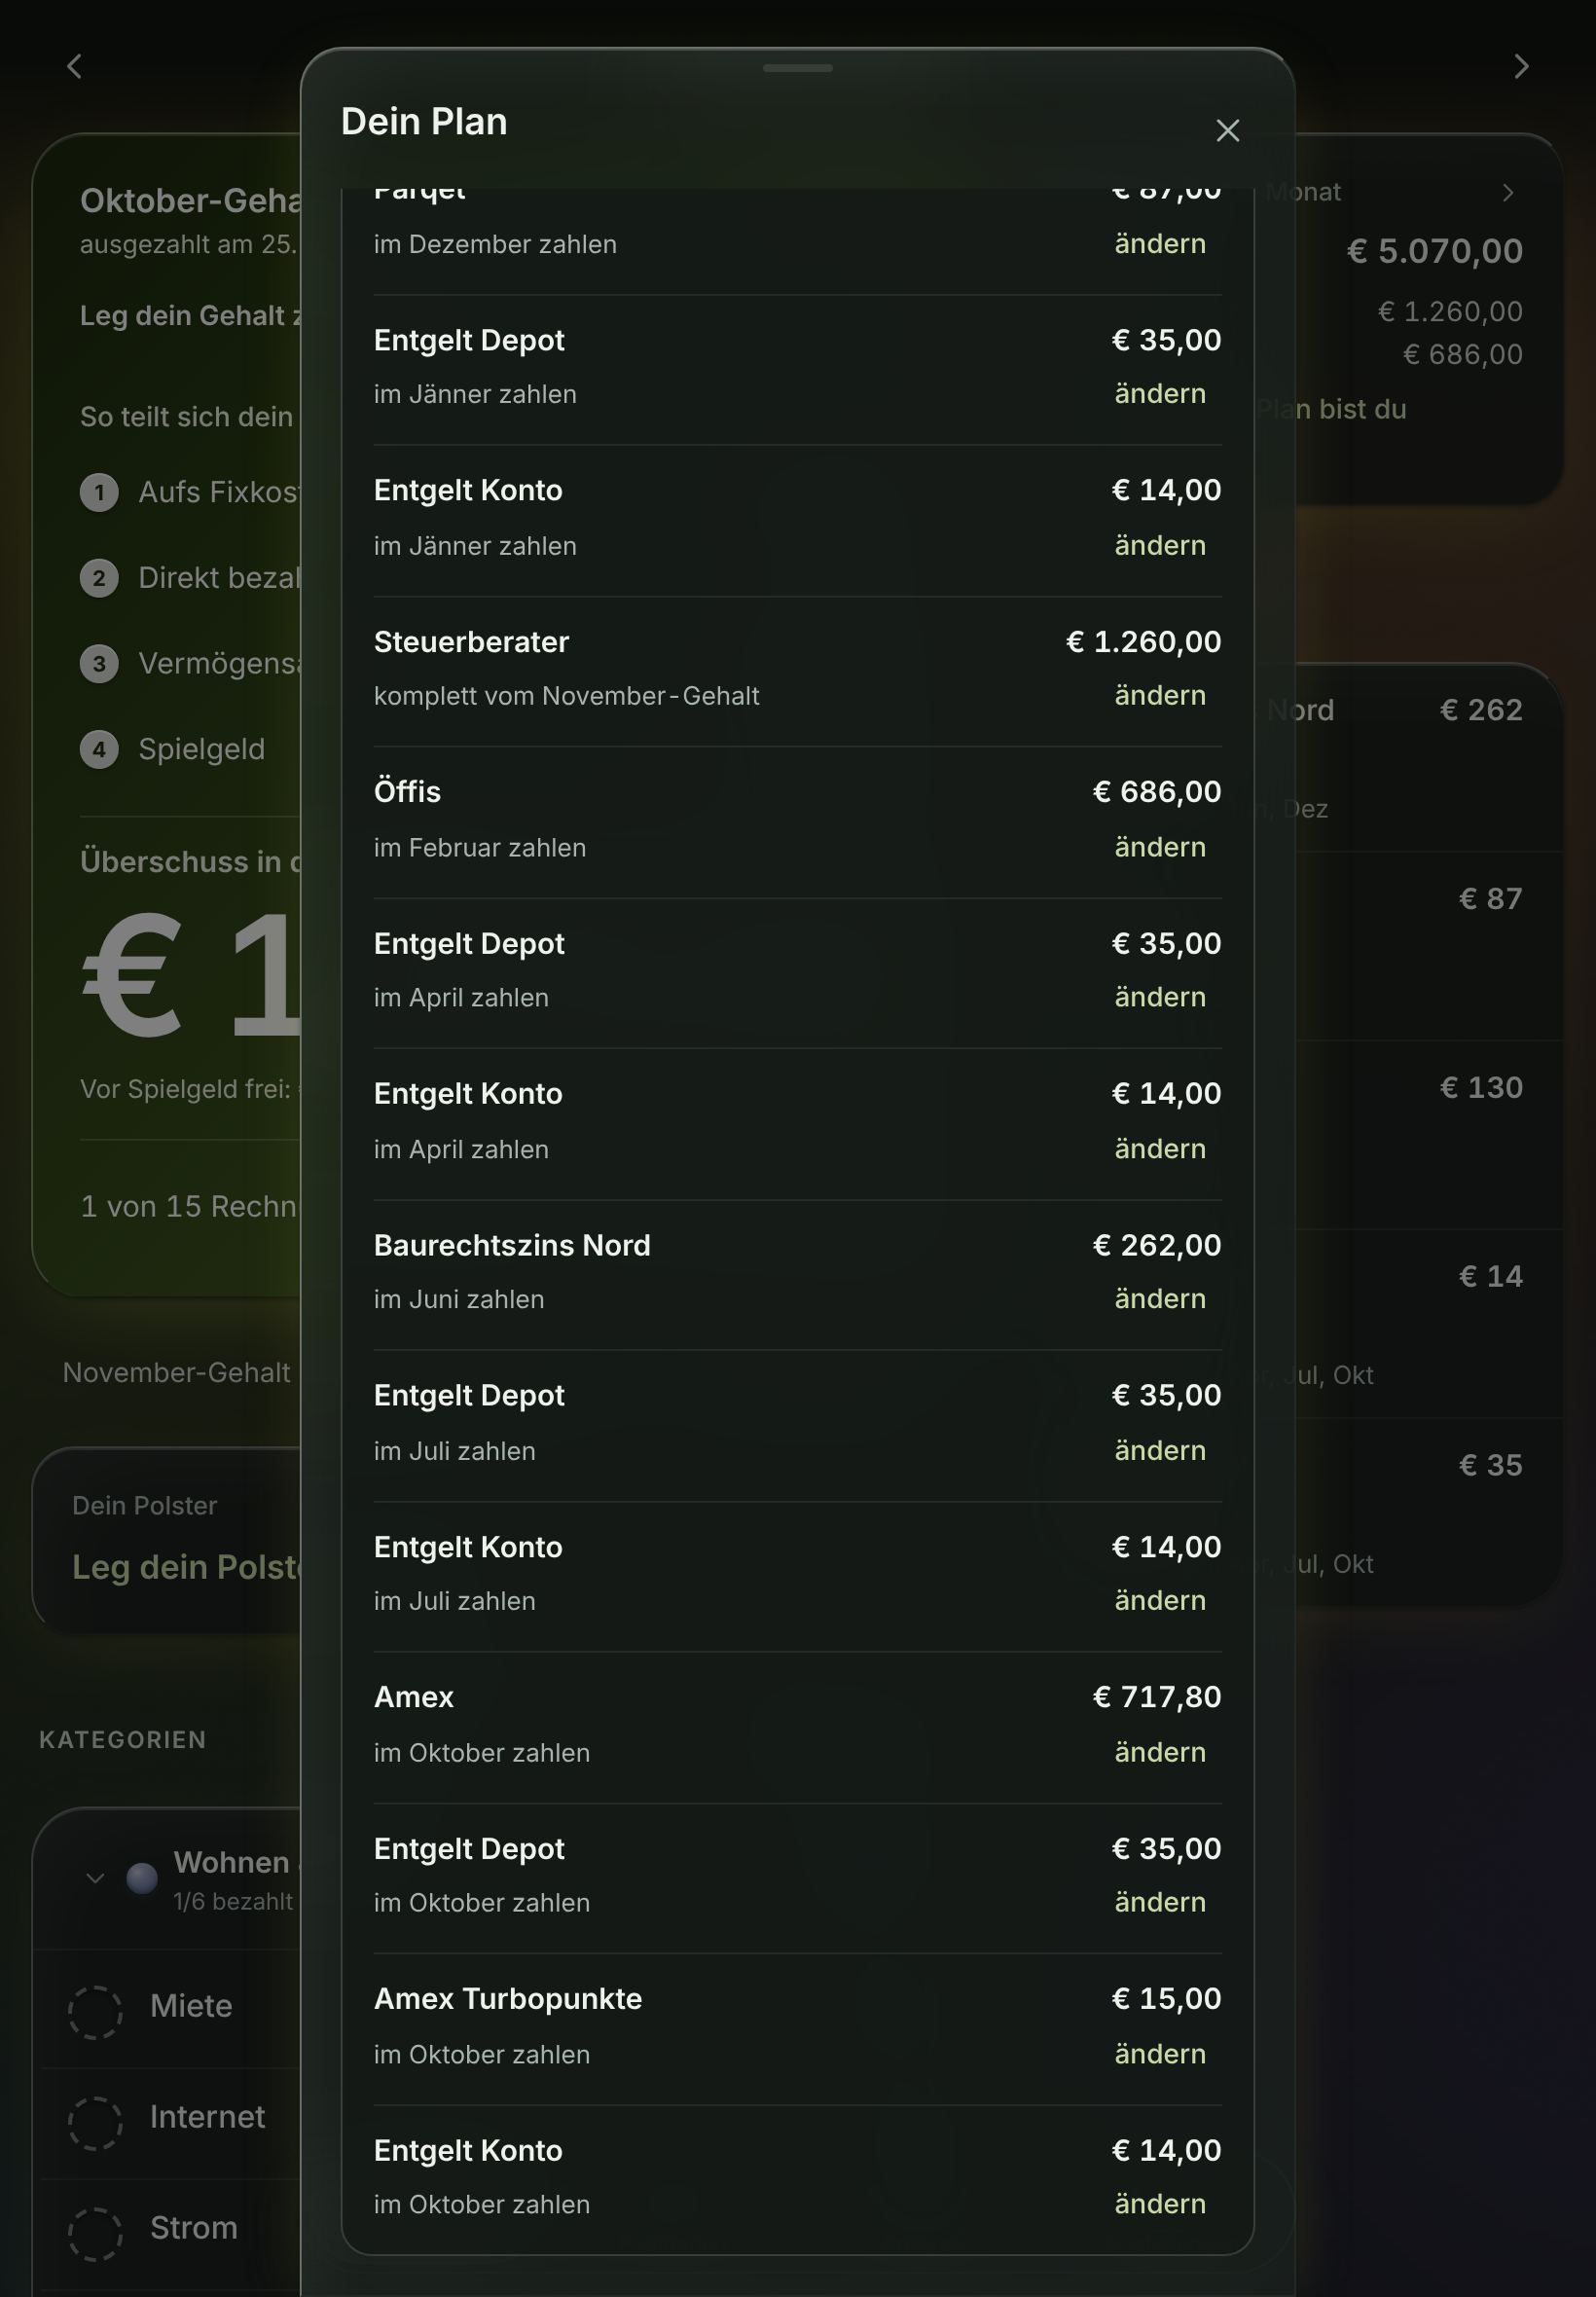 Dein Plan
Parqet € 87,00
im Dezember zahlen ändern
Entgelt Depot € 35,00
im Jänner zahlen ändern
Entgelt Konto € 14,00
im Jänner zahlen ändern
Steuerberater € 1.260,00
komplett vom November-Gehalt ändern
Öffis € 686,00
im Februar zahlen ändern
Entgelt Depot € 35,00
im April zahlen ändern
Entgelt Konto € 14,00
im April zahlen ändern
Baurechtszins Nord € 262,00
im Juni zahlen ändern
Entgelt Depot € 35,00
im Juli zahlen ändern
Entgelt Konto € 14,00
im Juli zahlen ändern
Amex € 717,80
im Oktober zahlen ändern
Entgelt Depot € 35,00
im Oktober zahlen ändern
Amex Turbopunkte € 15,00
im Oktober zahlen ändern
Entgelt Konto € 14,00
im Oktober zahlen ändern
Oktober-Geha
ausgezahlt am 25.
Leg dein Gehalt
So teilt sich dein
1 Aufs Fixkos
2 Direkt beza
3 Vermögens
4 Spielgeld
Überschuss in
€ 1
Vor Spielgeld frei:
1 von 15 Rechn
November-Gehalt
Dein Polster
Leg dein Polst
KATEGORIEN
Wohnen
1/6 bezahlt
Miete
Internet
Strom
Monat
€ 5.070,00
€ 1.260,00
€ 686,00
Plan bist du
Nord € 262
Dez
€ 87
€ 130
€ 14
Jul, Okt
€ 35
Jul, Okt